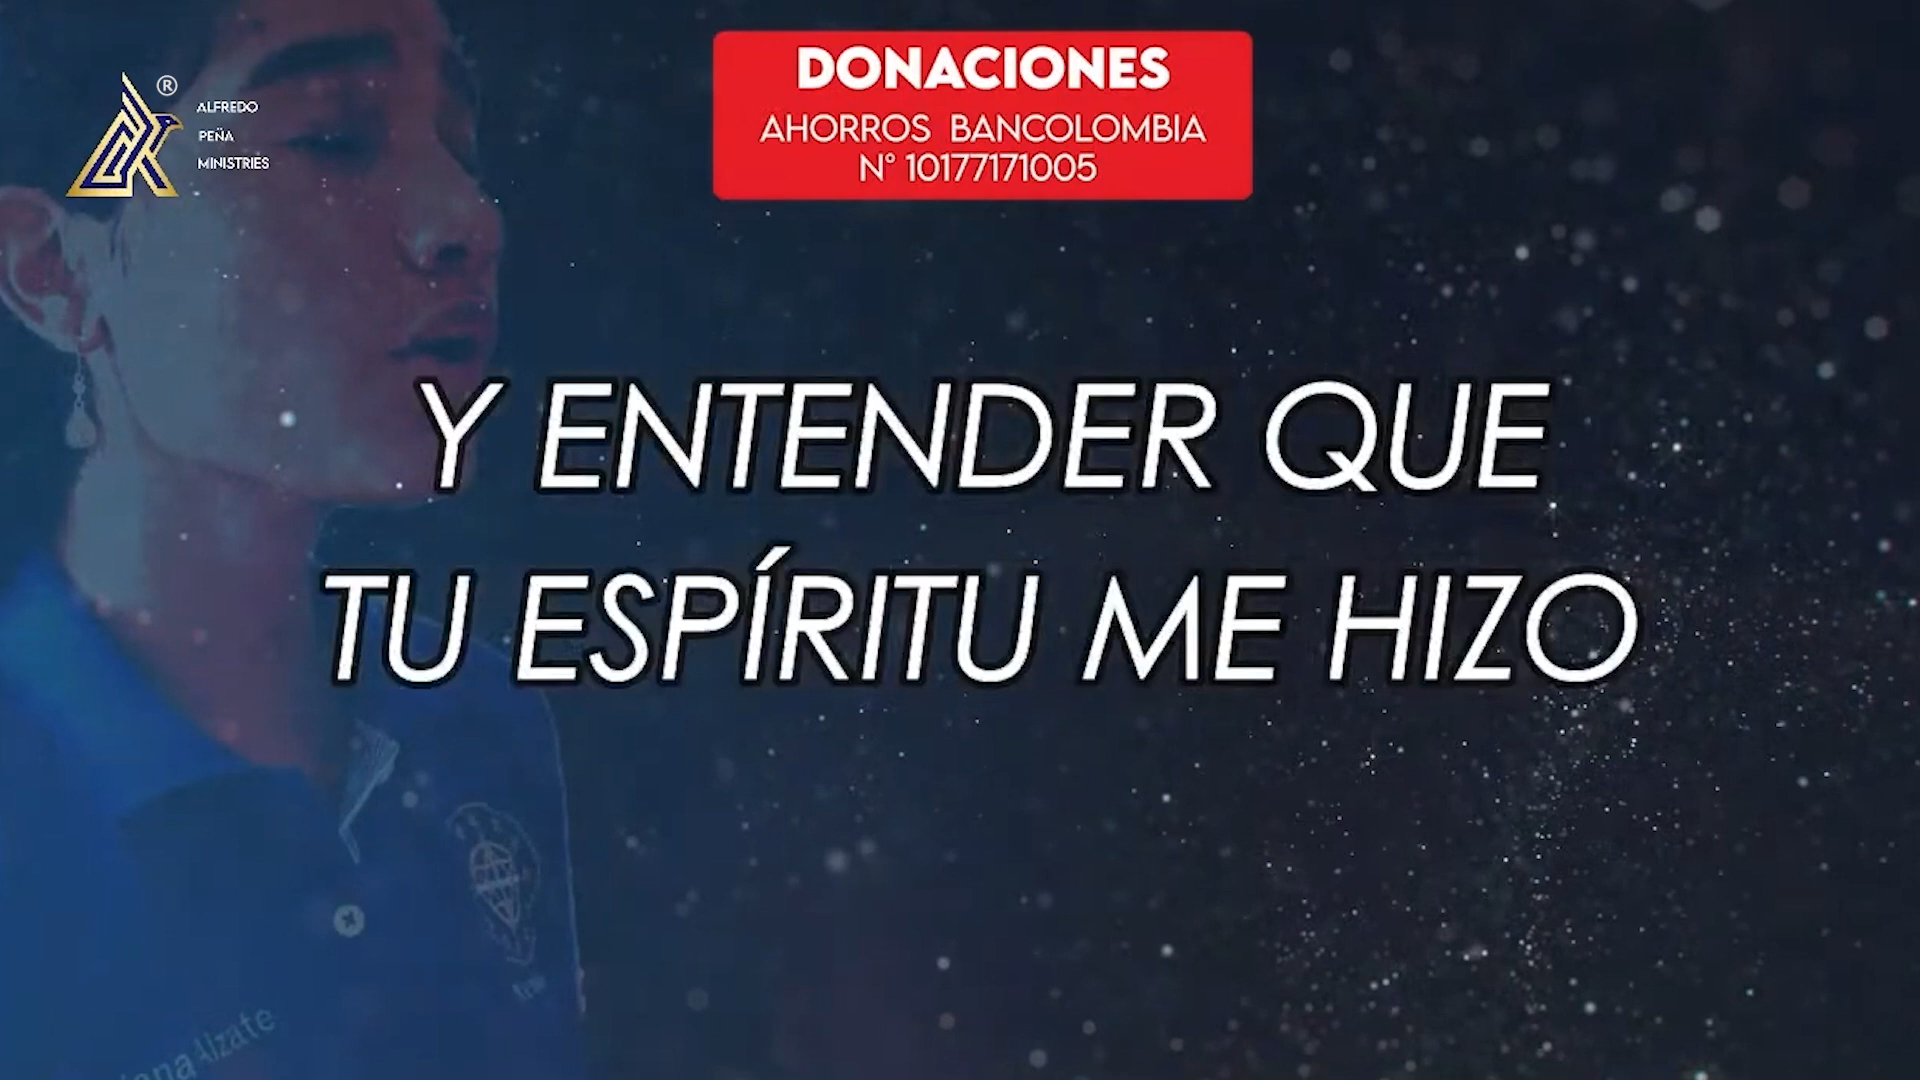 ®
ALFREDO
PEÑA
MINISTRIES
DONACIONES
AHORROS BANCOLOMBIA
N° 10177171005
Y ENTENDER QUE
TU ESPÍRITU ME HIZO